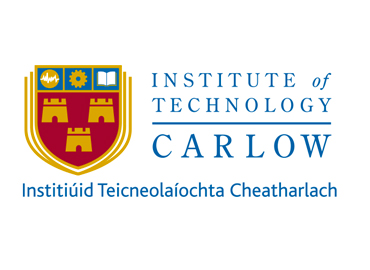 INSTITUTE of
TECHNOLOGY
CARLOW
Institiúid Teicneolaíochta Cheatharlach